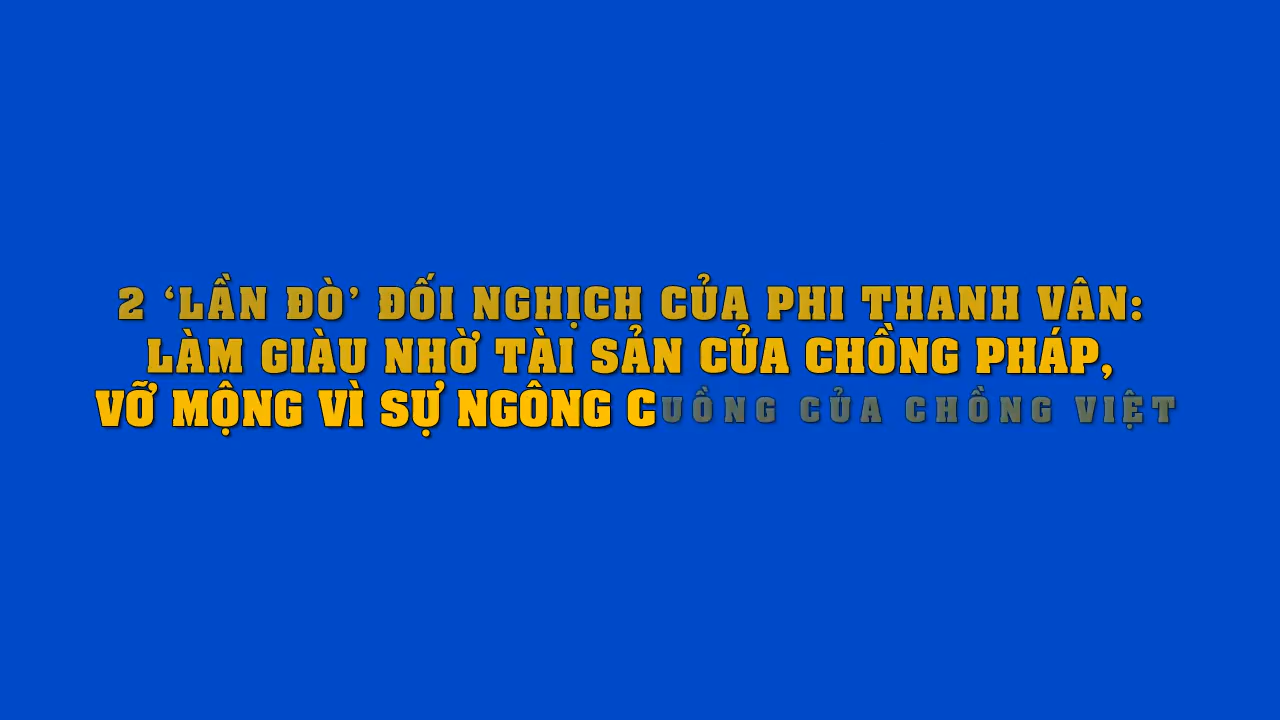 2 ‘LẦN ĐÒ’ ĐỐI NGHỊCH CỦA PHI THANH VÂN:
LÀM GIÀU NHỜ TÀI SẢN CỦA CHỒNG PHÁP,
VỠ MỘNG VÌ SỰ NGÔNG CUỒNG CỦA CHỒNG VIỆT